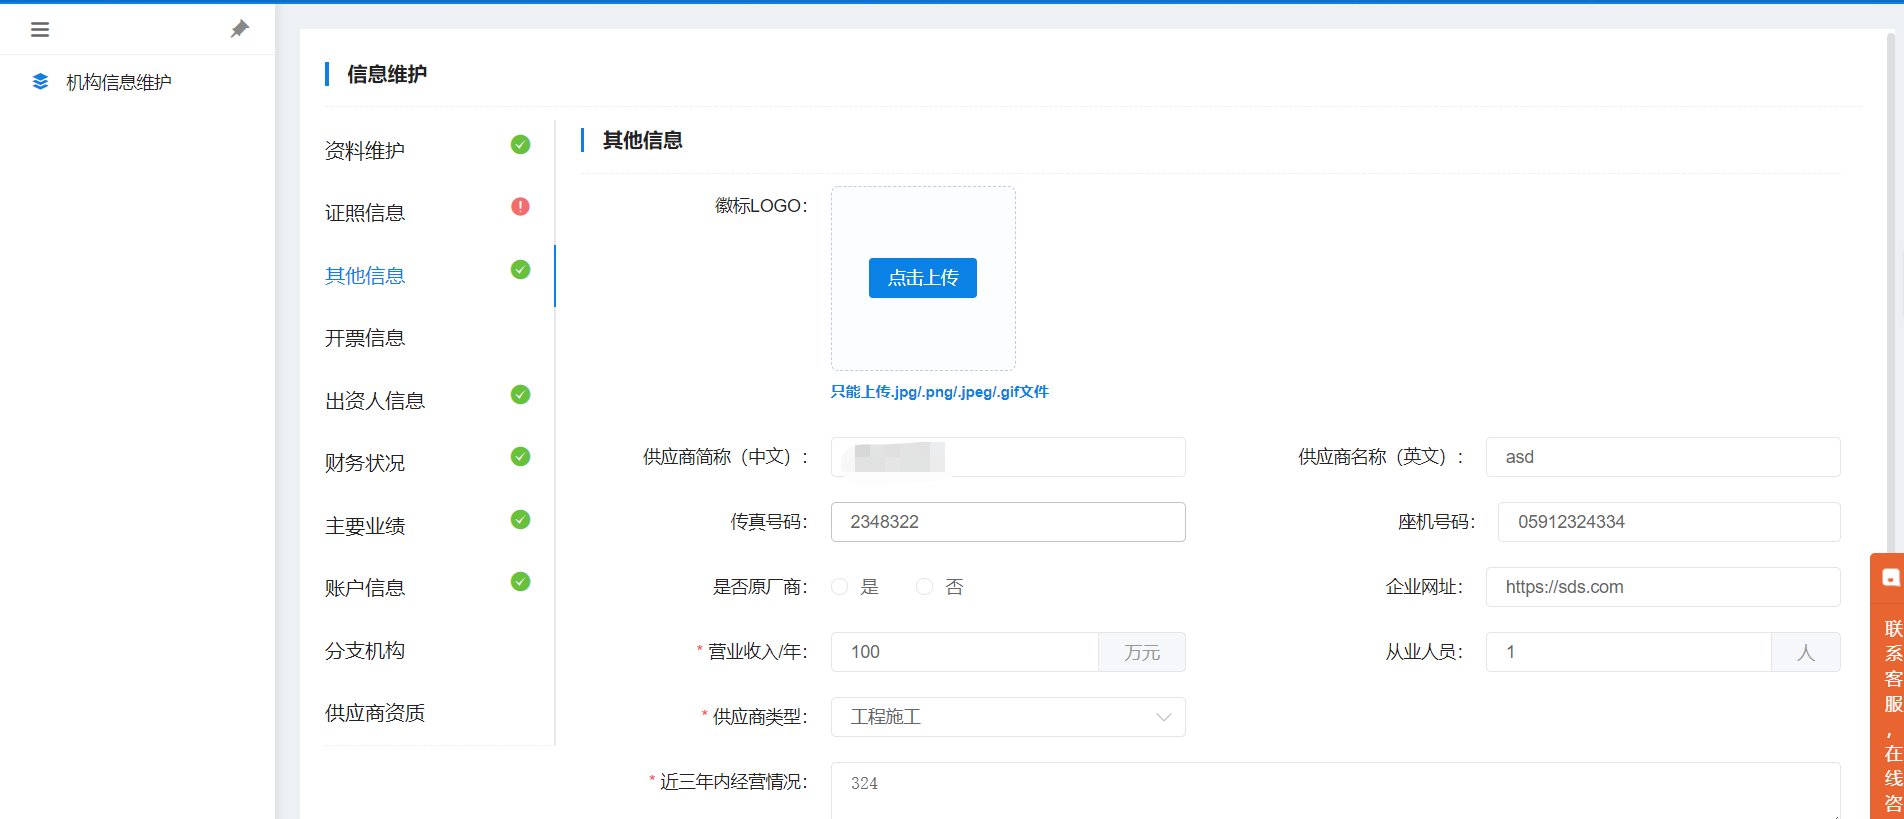 机构信息维护
信息维护
资料维护
证照信息
其他信息
开票信息
出资人信息
财务状况
主要业绩
账户信息
分支机构
供应商资质
其他信息
徽标LOGO：
点击上传
只能上传.jpg/.png/.jpeg/.gif文件
供应商简称（中文）：
供应商名称（英文）： asd
传真号码： 2348322
座机号码： 05912324334
是否原厂商： 是 否
企业网址： https://sds.com
* 营业收入/年： 100 万元
从业人员： 1 人
* 供应商类型： 工程施工
* 近三年内经营情况： 324
联系客服，在线咨